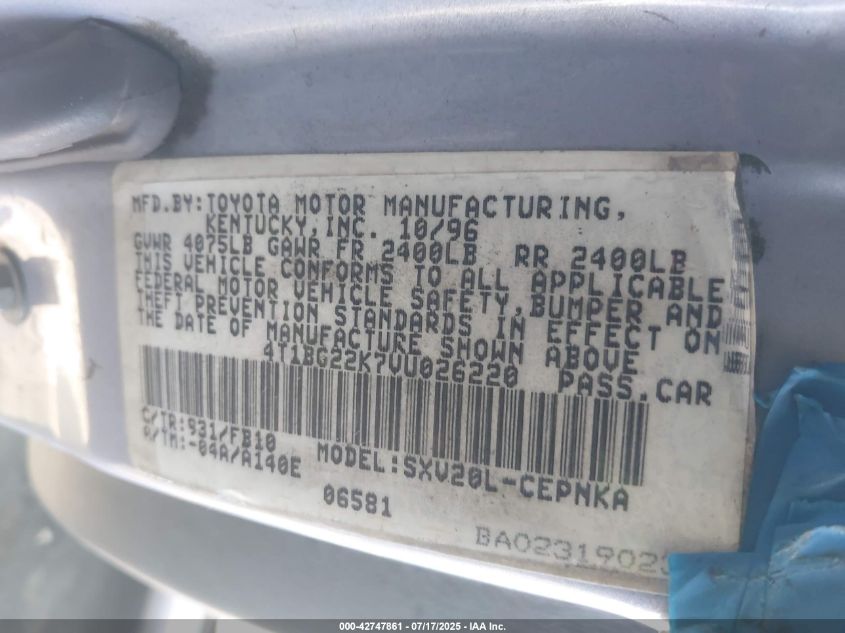 MFD.BY:TOYOTA MOTOR MANUFACTURING,
KENTUCKY,INC. 10/96
GVWR 4075LB GAWR FR 2400LB RR 2400LB
THIS VEHICLE CONFORMS TO ALL APPLICABLE
FEDERAL MOTOR VEHICLE SAFETY,BUMPER AND
THEFT PREVENTION STANDARDS IN EFFECT ON
THE DATE OF MANUFACTURE SHOWN ABOVE
4T1BG22K7VU026220 PASS.CAR
C/TR:931/FB10
A/TM:-04A/A140E MODEL:SXV20L-CEPNKA
06581
000-42747861 / 07/17/2025 - IAA Inc.